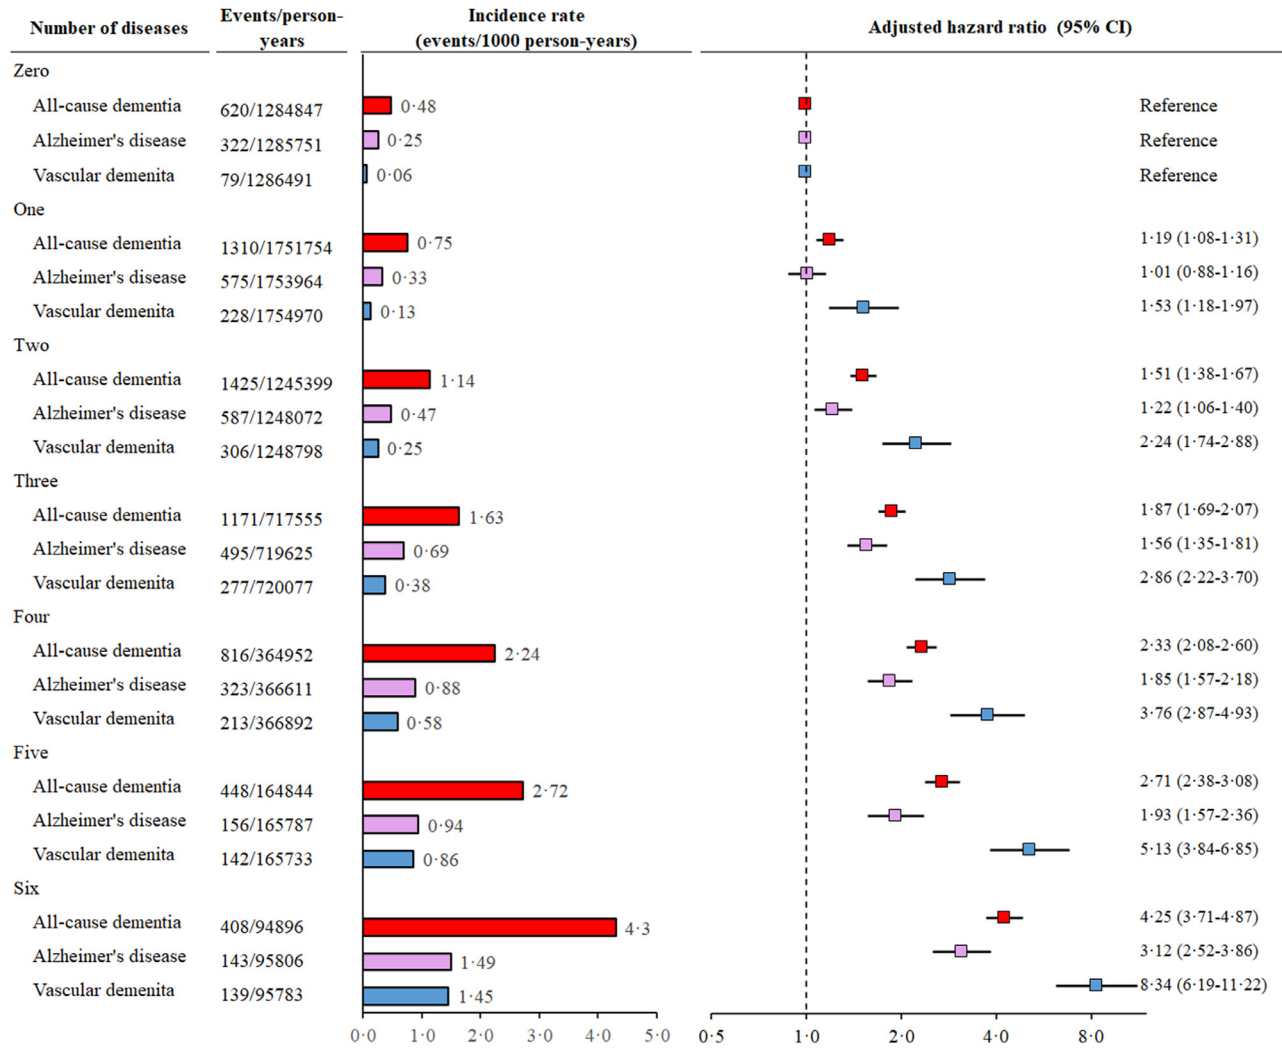 Number of diseases Events/person-years Incidence rate (events/1000 person-years) Adjusted hazard ratio (95% CI)
Zero
All-cause dementia 620/1284847 0·48 Reference
Alzheimer's disease 322/1285751 0·25 Reference
Vascular demenita 79/1286491 0·06 Reference
One
All-cause dementia 1310/1751754 0·75 1·19 (1·08-1·31)
Alzheimer's disease 575/1753964 0·33 1·01 (0·88-1·16)
Vascular demenita 228/1754970 0·13 1·53 (1·18-1·97)
Two
All-cause dementia 1425/1245399 1·14 1·51 (1·38-1·67)
Alzheimer's disease 587/1248072 0·47 1·22 (1·06-1·40)
Vascular demenita 306/1248798 0·25 2·24 (1·74-2·88)
Three
All-cause dementia 1171/717555 1·63 1·87 (1·69-2·07)
Alzheimer's disease 495/719625 0·69 1·56 (1·35-1·81)
Vascular demenita 277/720077 0·38 2·86 (2·22-3·70)
Four
All-cause dementia 816/364952 2·24 2·33 (2·08-2·60)
Alzheimer's disease 323/366611 0·88 1·85 (1·57-2·18)
Vascular demenita 213/366892 0·58 3·76 (2·87-4·93)
Five
All-cause dementia 448/164844 2·72 2·71 (2·38-3·08)
Alzheimer's disease 156/165787 0·94 1·93 (1·57-2·36)
Vascular demenita 142/165733 0·86 5·13 (3·84-6·85)
Six
All-cause dementia 408/94896 4·3 4·25 (3·71-4·87)
Alzheimer's disease 143/95806 1·49 3·12 (2·52-3·86)
Vascular demenita 139/95783 1·45 8·34 (6·19-11·22)
0·0 1·0 2·0 3·0 4·0 5·0 0·5 1·0 2·0 4·0 8·0